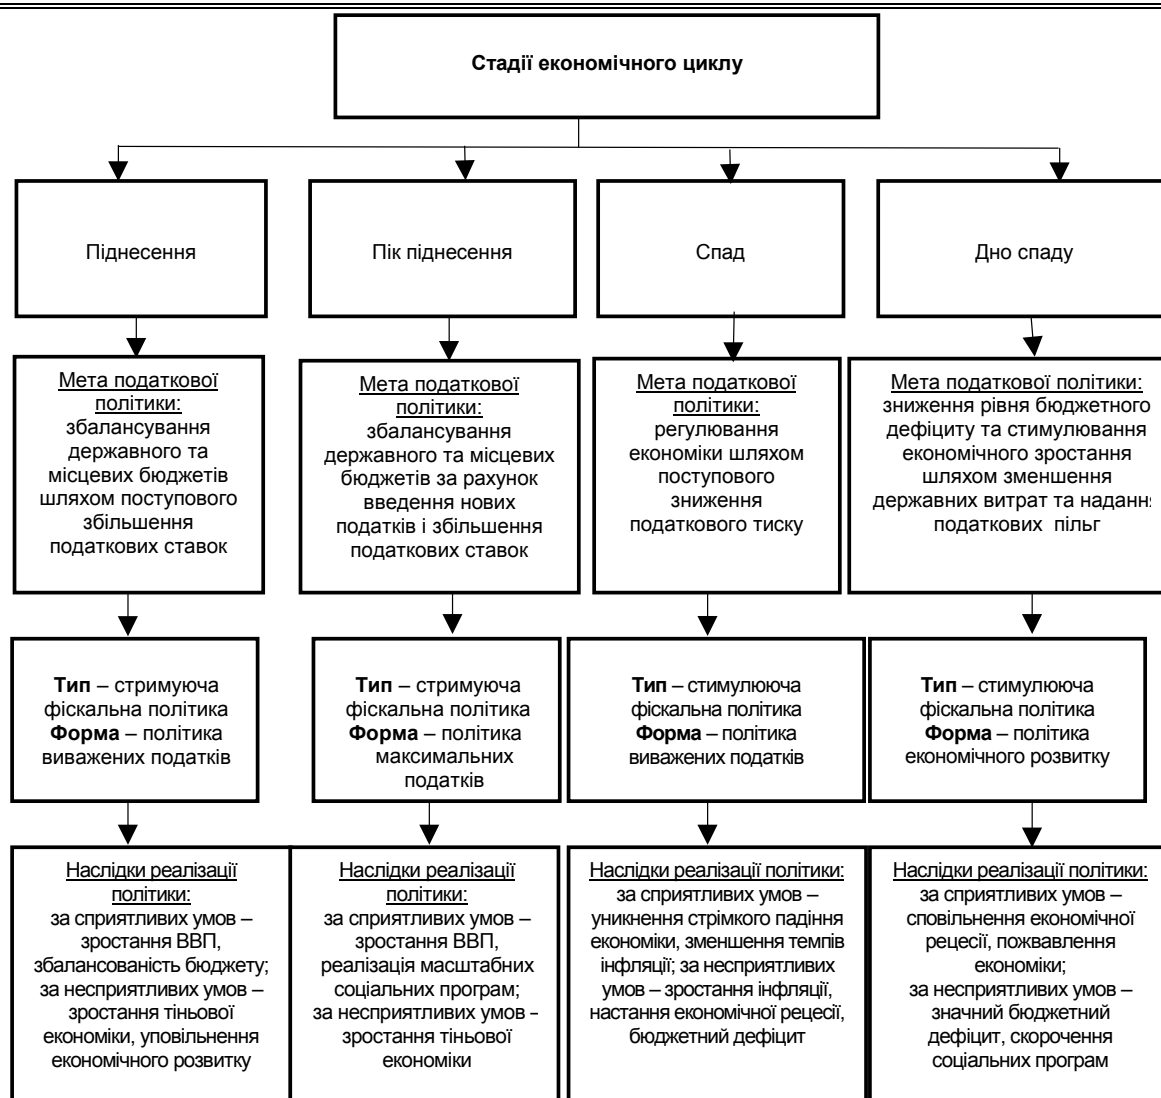 Стадії економічного циклу
Піднесення
Пік піднесення
Спад
Дно спаду
Мета податкової
політики:
збалансування
державного та
місцевих бюджетів
шляхом поступового
збільшення
податкових ставок
Мета податкової
політики:
збалансування
державного та місцевих
бюджетів за рахунок
введення нових
податків і збільшення
податкових ставок
Мета податкової
політики:
регулювання
економіки шляхом
поступового
зниження
податкового тиску
Мета податкової політики:
зниження рівня бюджетного
дефіциту та стимулювання
економічного зростання
шляхом зменшення
державних витрат та надання
податкових пільг
Тип – стримуюча
фіскальна політика
Форма – політика
виважених податків
Тип – стримуюча
фіскальна політика
Форма – політика
максимальних
податків
Тип – стимулююча
фіскальна політика
Форма – політика
виважених податків
Тип – стимулююча
фіскальна політика
Форма – політика
економічного розвитку
Наслідки реалізації
політики:
за сприятливих умов –
зростання ВВП,
збалансованість бюджету;
за несприятливих умов –
зростання тіньової
економіки, уповільнення
економічного розвитку
Наслідки реалізації
політики:
за сприятливих умов –
зростання ВВП,
реалізація масштабних
соціальних програм;
за несприятливих умов –
зростання тіньової
економіки
Наслідки реалізації політики:
за сприятливих умов –
уникнення стрімкого падіння
економіки, зменшення темпів
інфляції; за несприятливих
умов – зростання інфляції,
настання економічної рецесії,
бюджетний дефіцит
Наслідки реалізації політики:
за сприятливих умов –
сповільнення економічної
рецесії, пожвавлення
економіки;
за несприятливих умов –
значний бюджетний
дефіцит, скорочення
соціальних програм